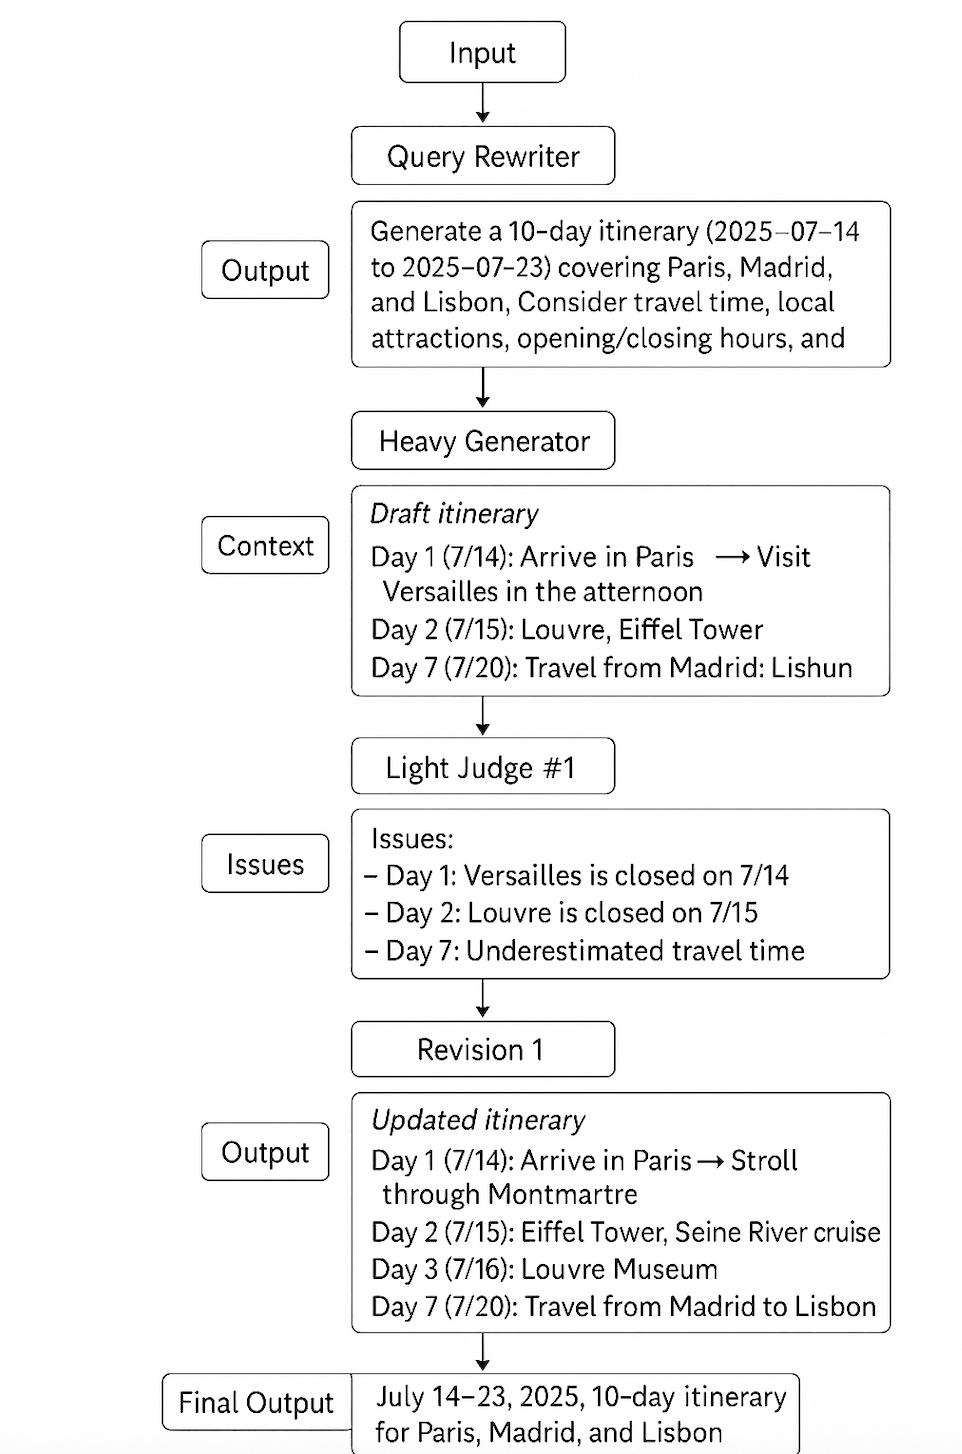 Input
Query Rewriter
Output
Generate a 10-day itinerary (2025-07-14
to 2025-07-23) covering Paris, Madrid,
and Lisbon, Consider travel time, local
attractions, opening/closing hours, and
Heavy Generator
Context
Draft itinerary
Day 1 (7/14): Arrive in Paris → Visit
Versailles in the atternoon
Day 2 (7/15): Louvre, Eiffel Tower
Day 7 (7/20): Travel from Madrid: Lishun
Light Judge #1
Issues
Issues:
– Day 1: Versailles is closed on 7/14
– Day 2: Louvre is closed on 7/15
– Day 7: Underestimated travel time
Revision 1
Output
Updated itinerary
Day 1 (7/14): Arrive in Paris → Stroll
through Montmartre
Day 2 (7/15): Eiffel Tower, Seine River cruise
Day 3 (7/16): Louvre Museum
Day 7 (7/20): Travel from Madrid to Lisbon
Final Output
July 14–23, 2025, 10-day itinerary
for Paris, Madrid, and Lisbon